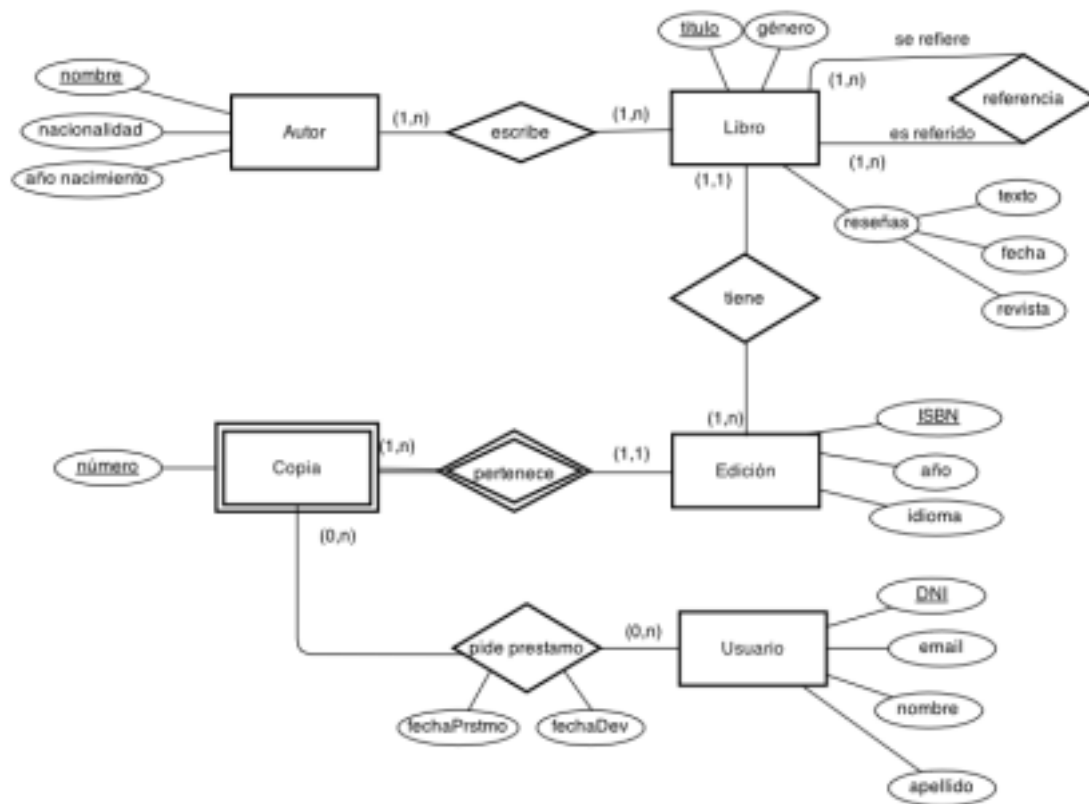 título
género
se refiere
nombre
(1,n)
referencia
Autor
(1,n)
escribe
(1,n)
Libro
nacionalidad
es referido
año nacimiento
(1,1)
(1,n)
texto
reseñas
fecha
tiene
revista
(1,n)
ISBN
número
Copia
(1,n)
pertenece
(1,1)
Edición
año
idioma
(0,n)
DNI
pide prestamo
(0,n)
Usuario
email
nombre
fechaPrstmo
fechaDev
apellido